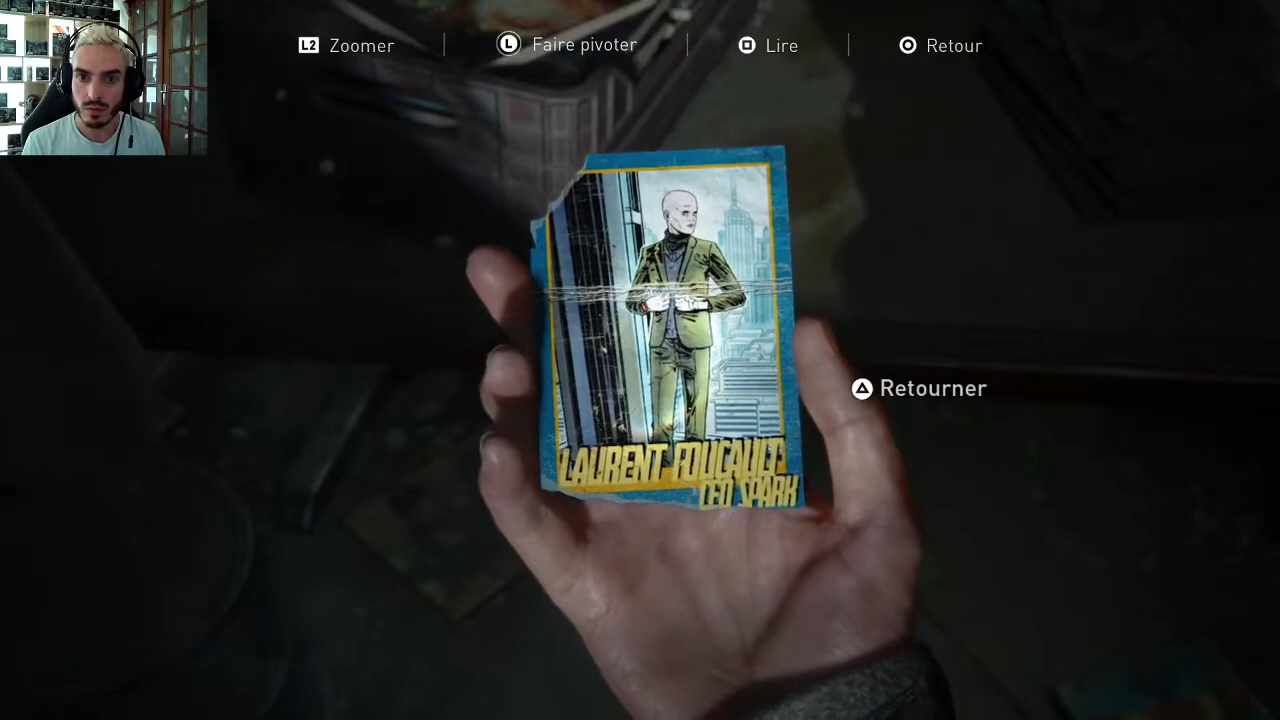 L2 Zoomer
L Faire pivoter
Lire
Retour
Retourner
LAURENT FOUCAULT
CEO SPARK